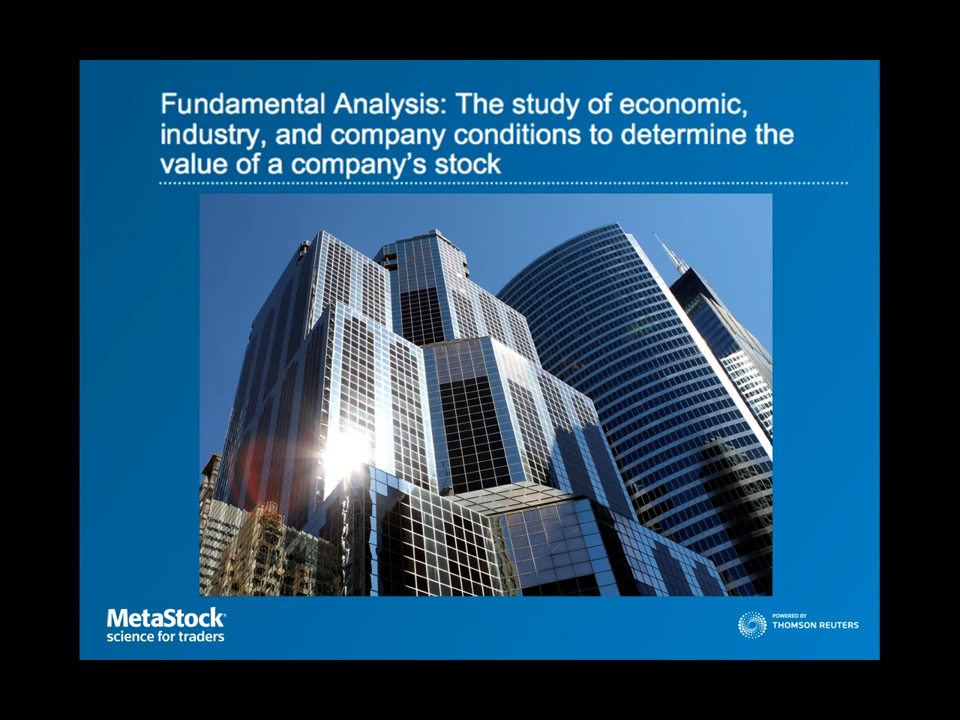 Fundamental Analysis: The study of economic,
industry, and company conditions to determine the
value of a company's stock
MetaStock®
science for traders
POWERED BY
THOMSON REUTERS